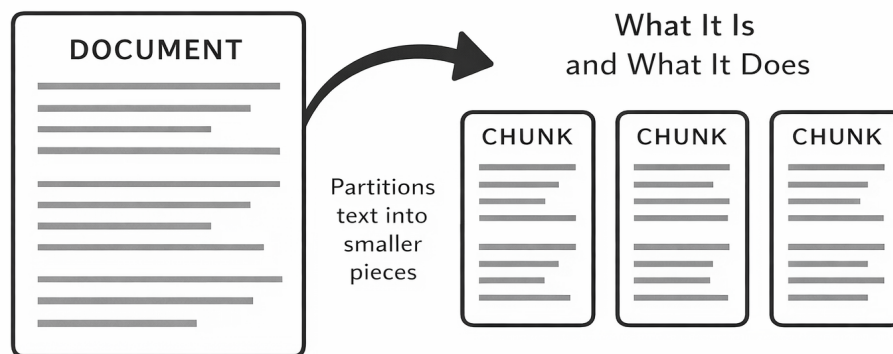 DOCUMENT
Partitions
text into
smaller
pieces
What It Is
and What It Does
CHUNK
CHUNK
CHUNK